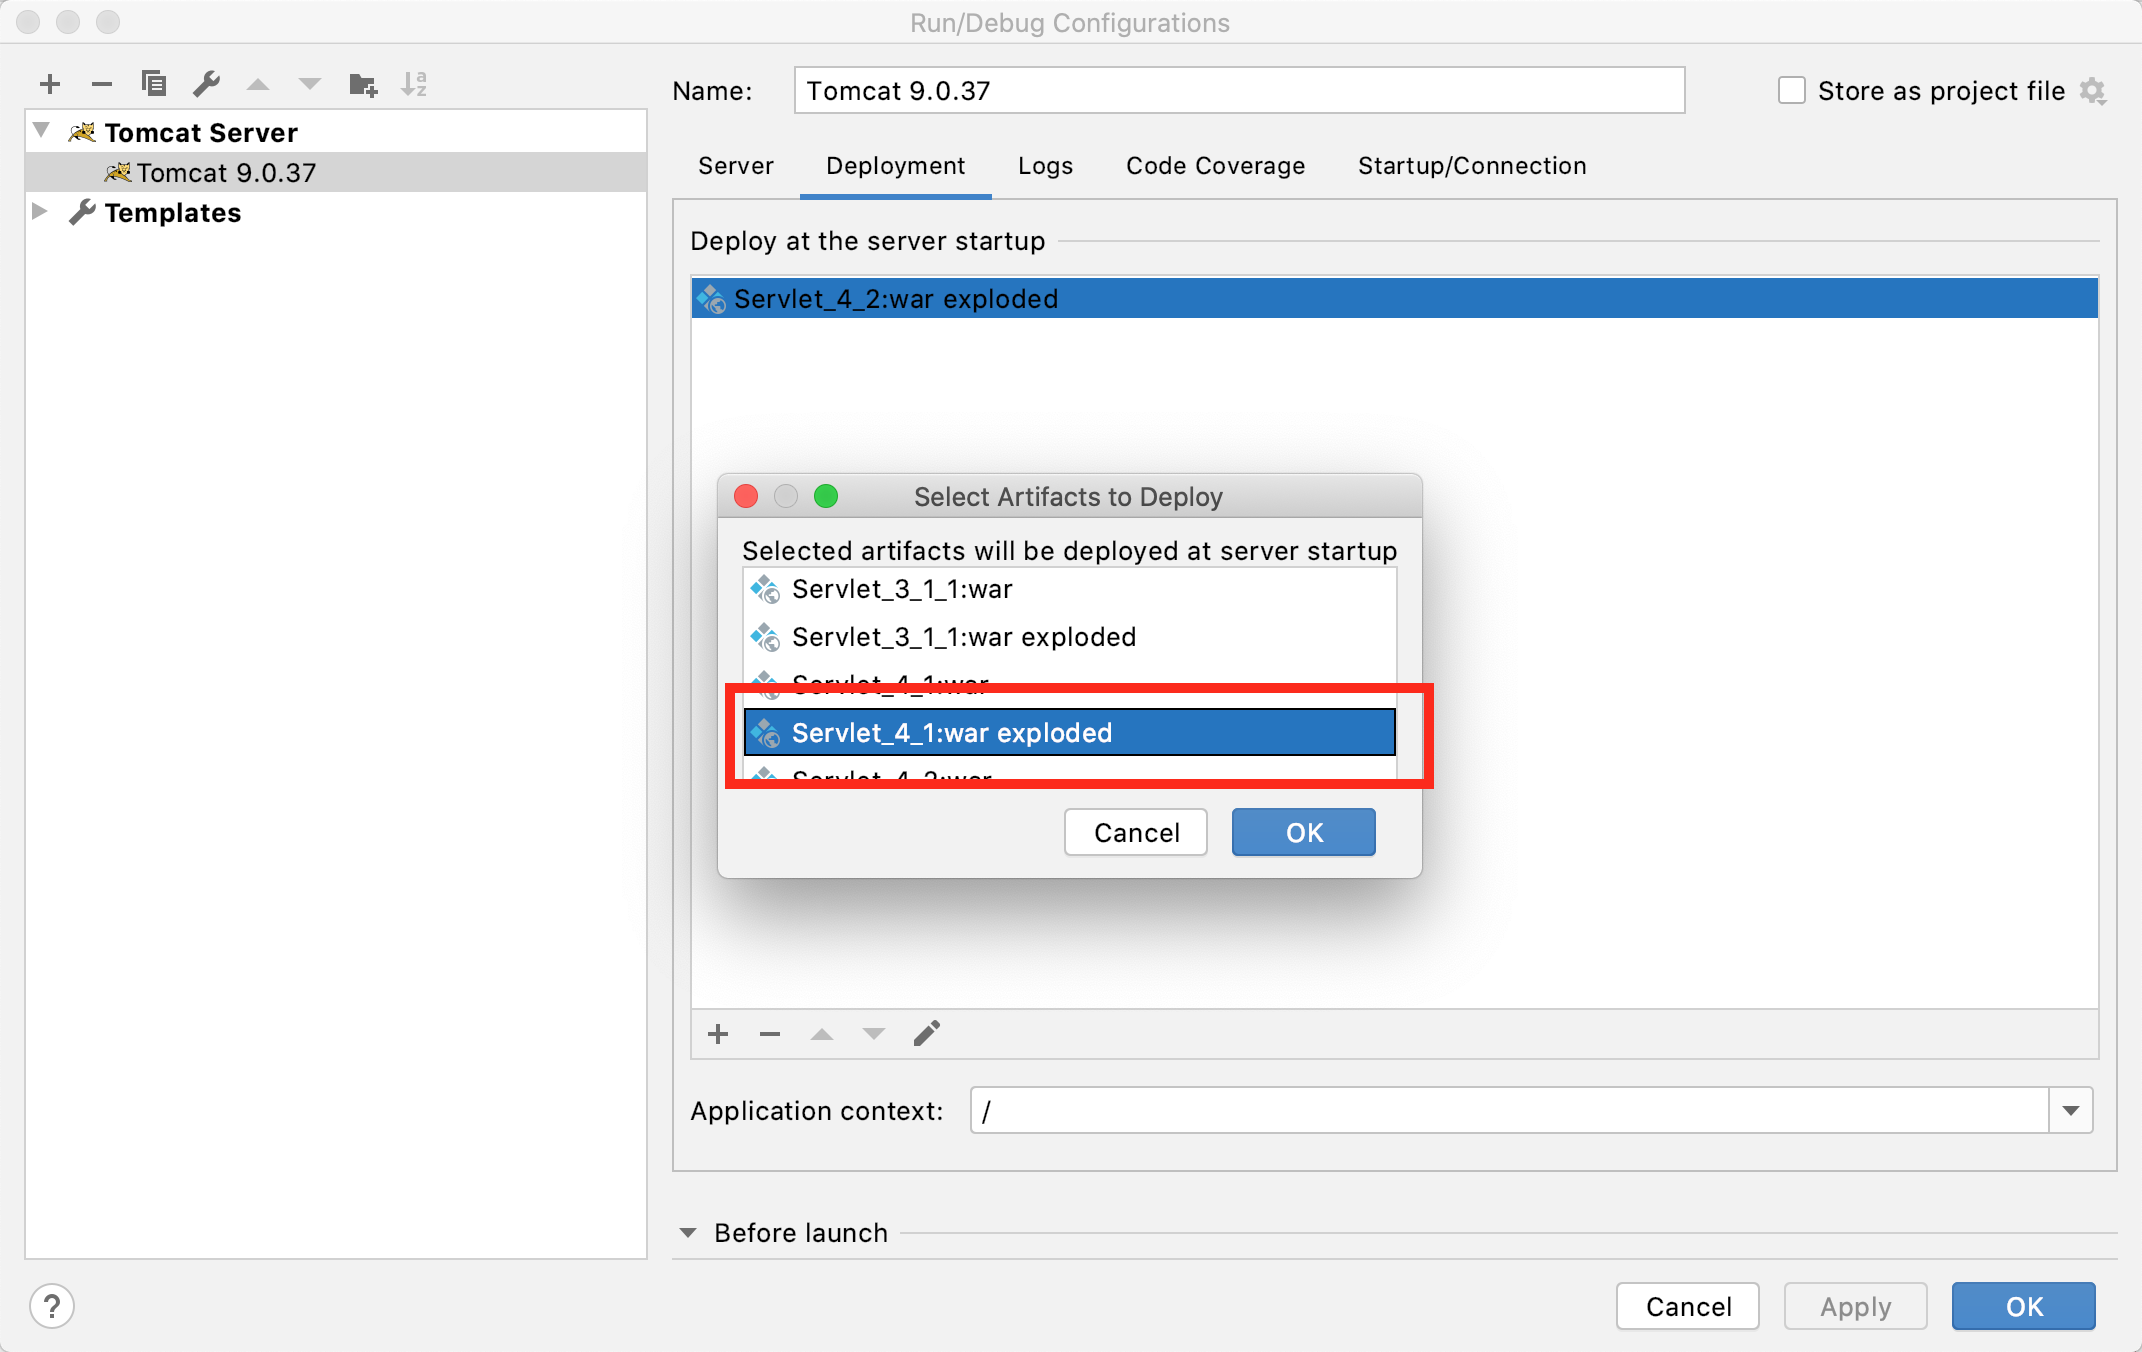 Run/Debug Configurations
Name:
Tomcat 9.0.37
Store as project file
Tomcat Server
Tomcat 9.0.37
Templates
Server Deployment Logs Code Coverage Startup/Connection
Deploy at the server startup
Servlet_4_2:war exploded
Select Artifacts to Deploy
Selected artifacts will be deployed at server startup
Servlet_3_1_1:war
Servlet_3_1_1:war exploded
Servlet_4_1:war
Servlet_4_1:war exploded
Servlet_4_2:war
Cancel OK
Application context: /
Before launch
? Cancel Apply OK